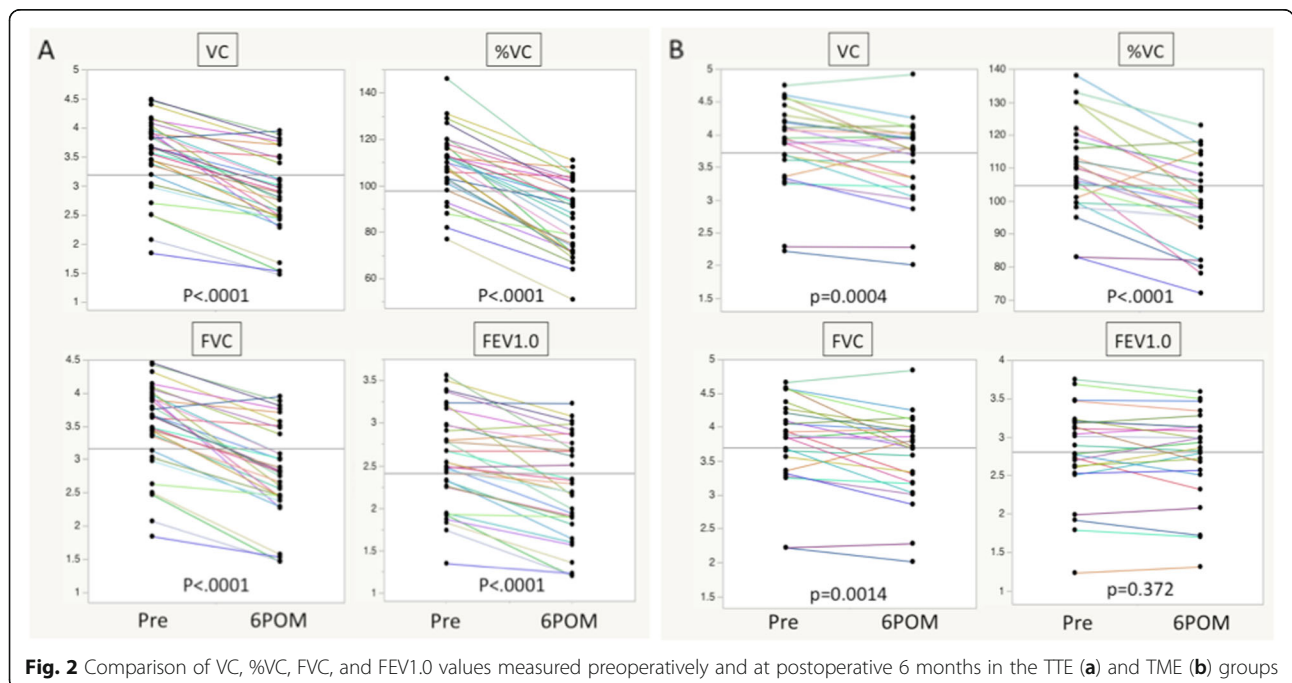 A
B
VC
%VC
VC
%VC
5
4.5
4
3.5
3
2.5
2
1.5
1
P<.0001
140
120
100
80
60
P<.0001
5
4.5
4
3.5
3
2.5
2
1.5
p=0.0004
140
130
120
110
100
90
80
70
P<.0001
FVC
FEV1.0
FVC
FEV1.0
4.5
4
3.5
3
2.5
2
1.5
1
P<.0001
3.5
3
2.5
2
1.5
1
P<.0001
5
4.5
4
3.5
3
2.5
2
1.5
p=0.0014
4
3.5
3
2.5
2
1.5
1
p=0.372
Pre 6POM Pre 6POM Pre 6POM Pre 6POM
Fig. 2 Comparison of VC, %VC, FVC, and FEV1.0 values measured preoperatively and at postoperative 6 months in the TTE (a) and TME (b) groups